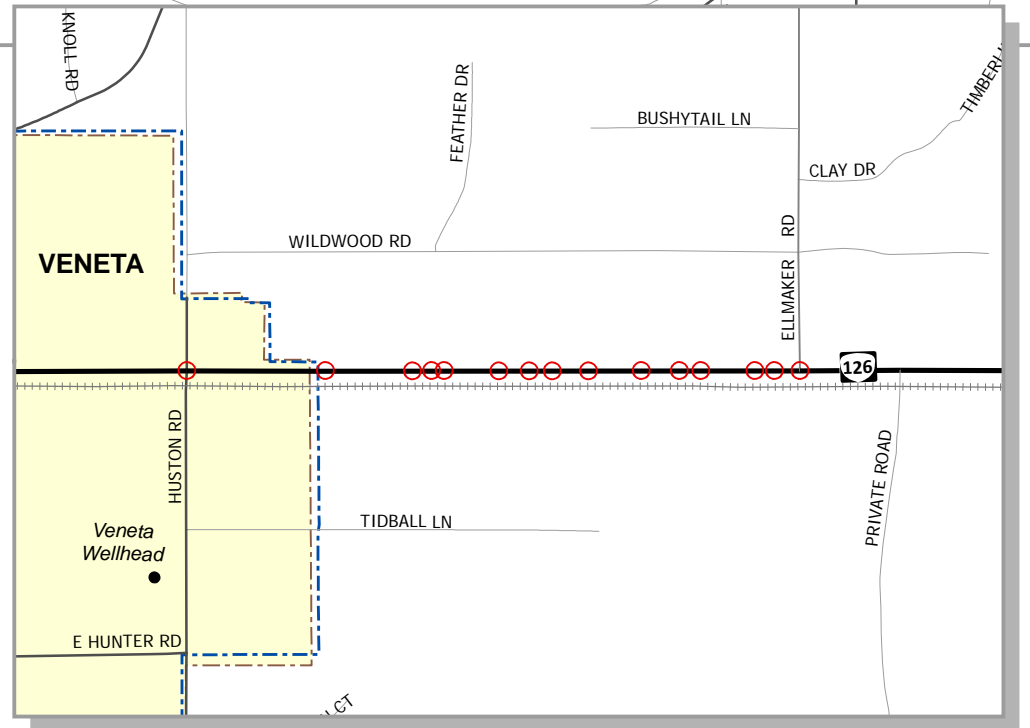 KNOLL RD
FEATHER DR
BUSHYTAIL LN
CLAY DR
WILDWOOD RD
ELLMAKER RD
VENETA
126
HUSTON RD
PRIVATE ROAD
TIDBALL LN
Veneta
Wellhead
E HUNTER RD
CT